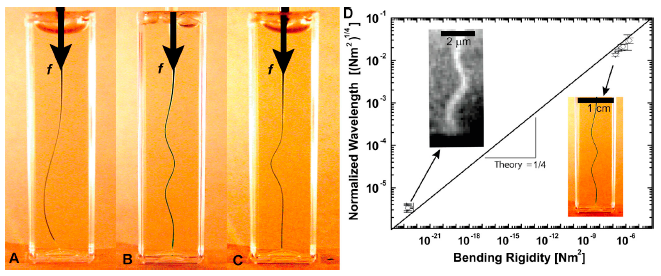 f
f
f
A
B
C
D
Normalized Wavelength [(Nm²)^1/4]
10⁻¹
10⁻²
10⁻³
10⁻⁴
10⁻⁵
2 μm
1 cm
Theory = 1/4
10⁻²¹ 10⁻¹⁸ 10⁻¹⁵ 10⁻¹² 10⁻⁹ 10⁻⁶
Bending Rigidity [Nm²]